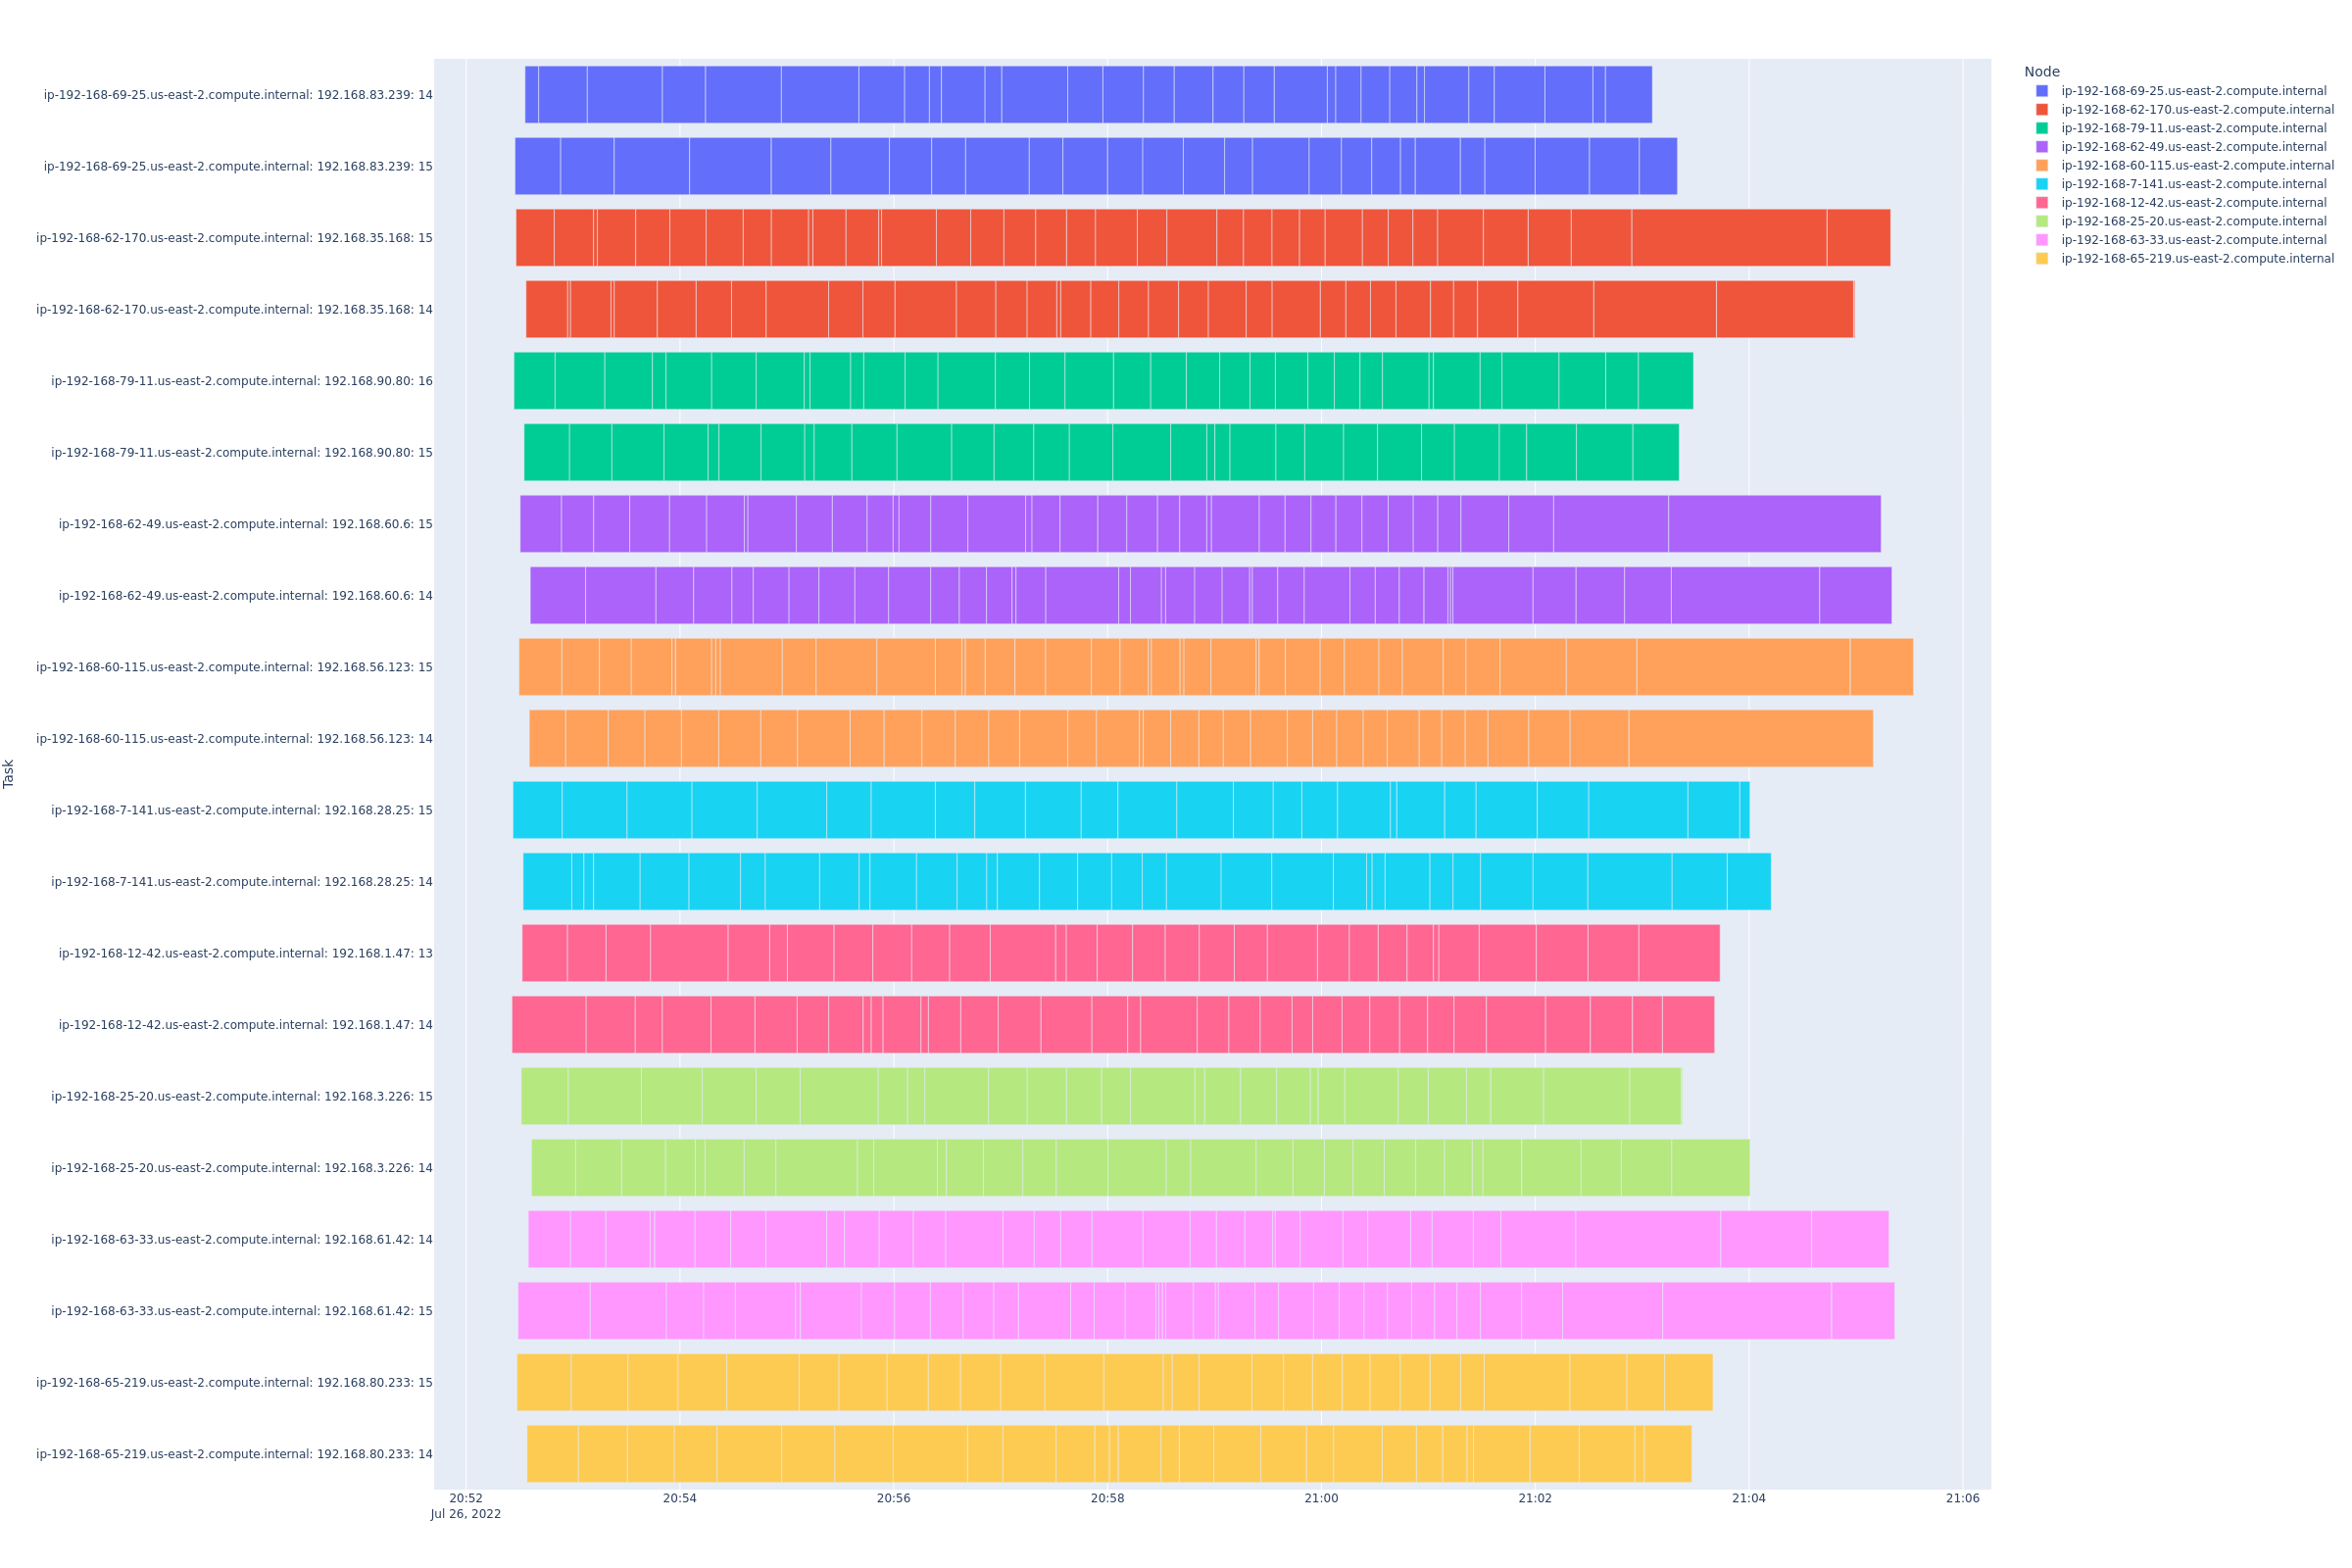 ip-192-168-69-25.us-east-2.compute.internal: 192.168.83.239: 14
ip-192-168-69-25.us-east-2.compute.internal: 192.168.83.239: 15
ip-192-168-62-170.us-east-2.compute.internal: 192.168.35.168: 15
ip-192-168-62-170.us-east-2.compute.internal: 192.168.35.168: 14
ip-192-168-79-11.us-east-2.compute.internal: 192.168.90.80: 16
ip-192-168-79-11.us-east-2.compute.internal: 192.168.90.80: 15
ip-192-168-62-49.us-east-2.compute.internal: 192.168.60.6: 15
ip-192-168-62-49.us-east-2.compute.internal: 192.168.60.6: 14
ip-192-168-60-115.us-east-2.compute.internal: 192.168.56.123: 15
ip-192-168-60-115.us-east-2.compute.internal: 192.168.56.123: 14
ip-192-168-7-141.us-east-2.compute.internal: 192.168.28.25: 15
ip-192-168-7-141.us-east-2.compute.internal: 192.168.28.25: 14
ip-192-168-12-42.us-east-2.compute.internal: 192.168.1.47: 13
ip-192-168-12-42.us-east-2.compute.internal: 192.168.1.47: 14
ip-192-168-25-20.us-east-2.compute.internal: 192.168.3.226: 15
ip-192-168-25-20.us-east-2.compute.internal: 192.168.3.226: 14
ip-192-168-63-33.us-east-2.compute.internal: 192.168.61.42: 14
ip-192-168-63-33.us-east-2.compute.internal: 192.168.61.42: 15
ip-192-168-65-219.us-east-2.compute.internal: 192.168.80.233: 15
ip-192-168-65-219.us-east-2.compute.internal: 192.168.80.233: 14
Task
20:52 20:54 20:56 20:58 21:00 21:02 21:04 21:06
Jul 26, 2022
Node
ip-192-168-69-25.us-east-2.compute.internal
ip-192-168-62-170.us-east-2.compute.internal
ip-192-168-79-11.us-east-2.compute.internal
ip-192-168-62-49.us-east-2.compute.internal
ip-192-168-60-115.us-east-2.compute.internal
ip-192-168-7-141.us-east-2.compute.internal
ip-192-168-12-42.us-east-2.compute.internal
ip-192-168-25-20.us-east-2.compute.internal
ip-192-168-63-33.us-east-2.compute.internal
ip-192-168-65-219.us-east-2.compute.internal